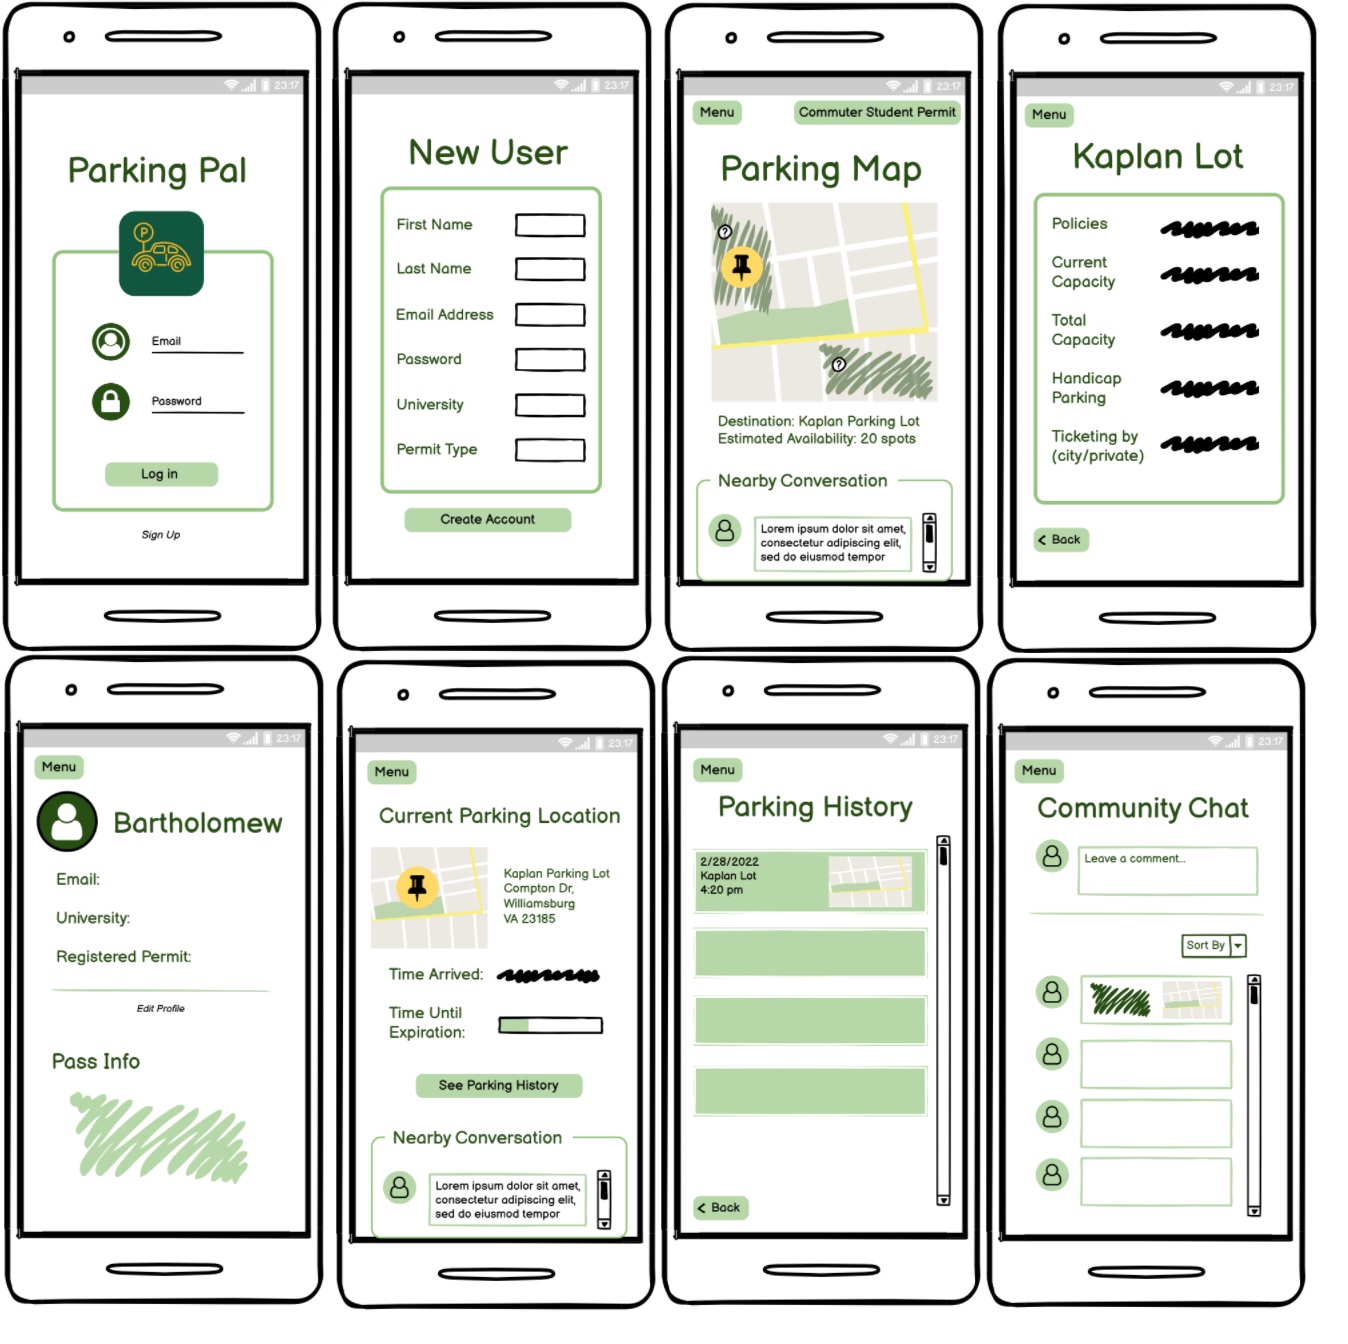 23:17
Parking Pal
P
Email
Password
Log in
Sign Up
23:17
New User
First Name
Last Name
Email Address
Password
University
Permit Type
Create Account
23:17
Menu
Commuter Student Permit
Parking Map
?
?
Destination: Kaplan Parking Lot
Estimated Availability: 20 spots
Nearby Conversation
Lorem ipsum dolor sit amet,
consectetur adipiscing elit,
sed do eiusmod tempor
23:17
Menu
Kaplan Lot
Policies
Current
Capacity
Total
Capacity
Handicap
Parking
Ticketing by
(city/private)
< Back
23:17
Menu
Bartholomew
Email:
University:
Registered Permit:
Edit Profile
Pass Info
23:17
Menu
Current Parking Location
Kaplan Parking Lot
Compton Dr,
Williamsburg
VA 23185
Time Arrived:
Time Until
Expiration:
See Parking History
Nearby Conversation
Lorem ipsum dolor sit amet,
consectetur adipiscing elit,
sed do eiusmod tempor
23:17
Menu
Parking History
2/28/2022
Kaplan Lot
4:20 pm
< Back
23:17
Menu
Community Chat
Leave a comment...
Sort By